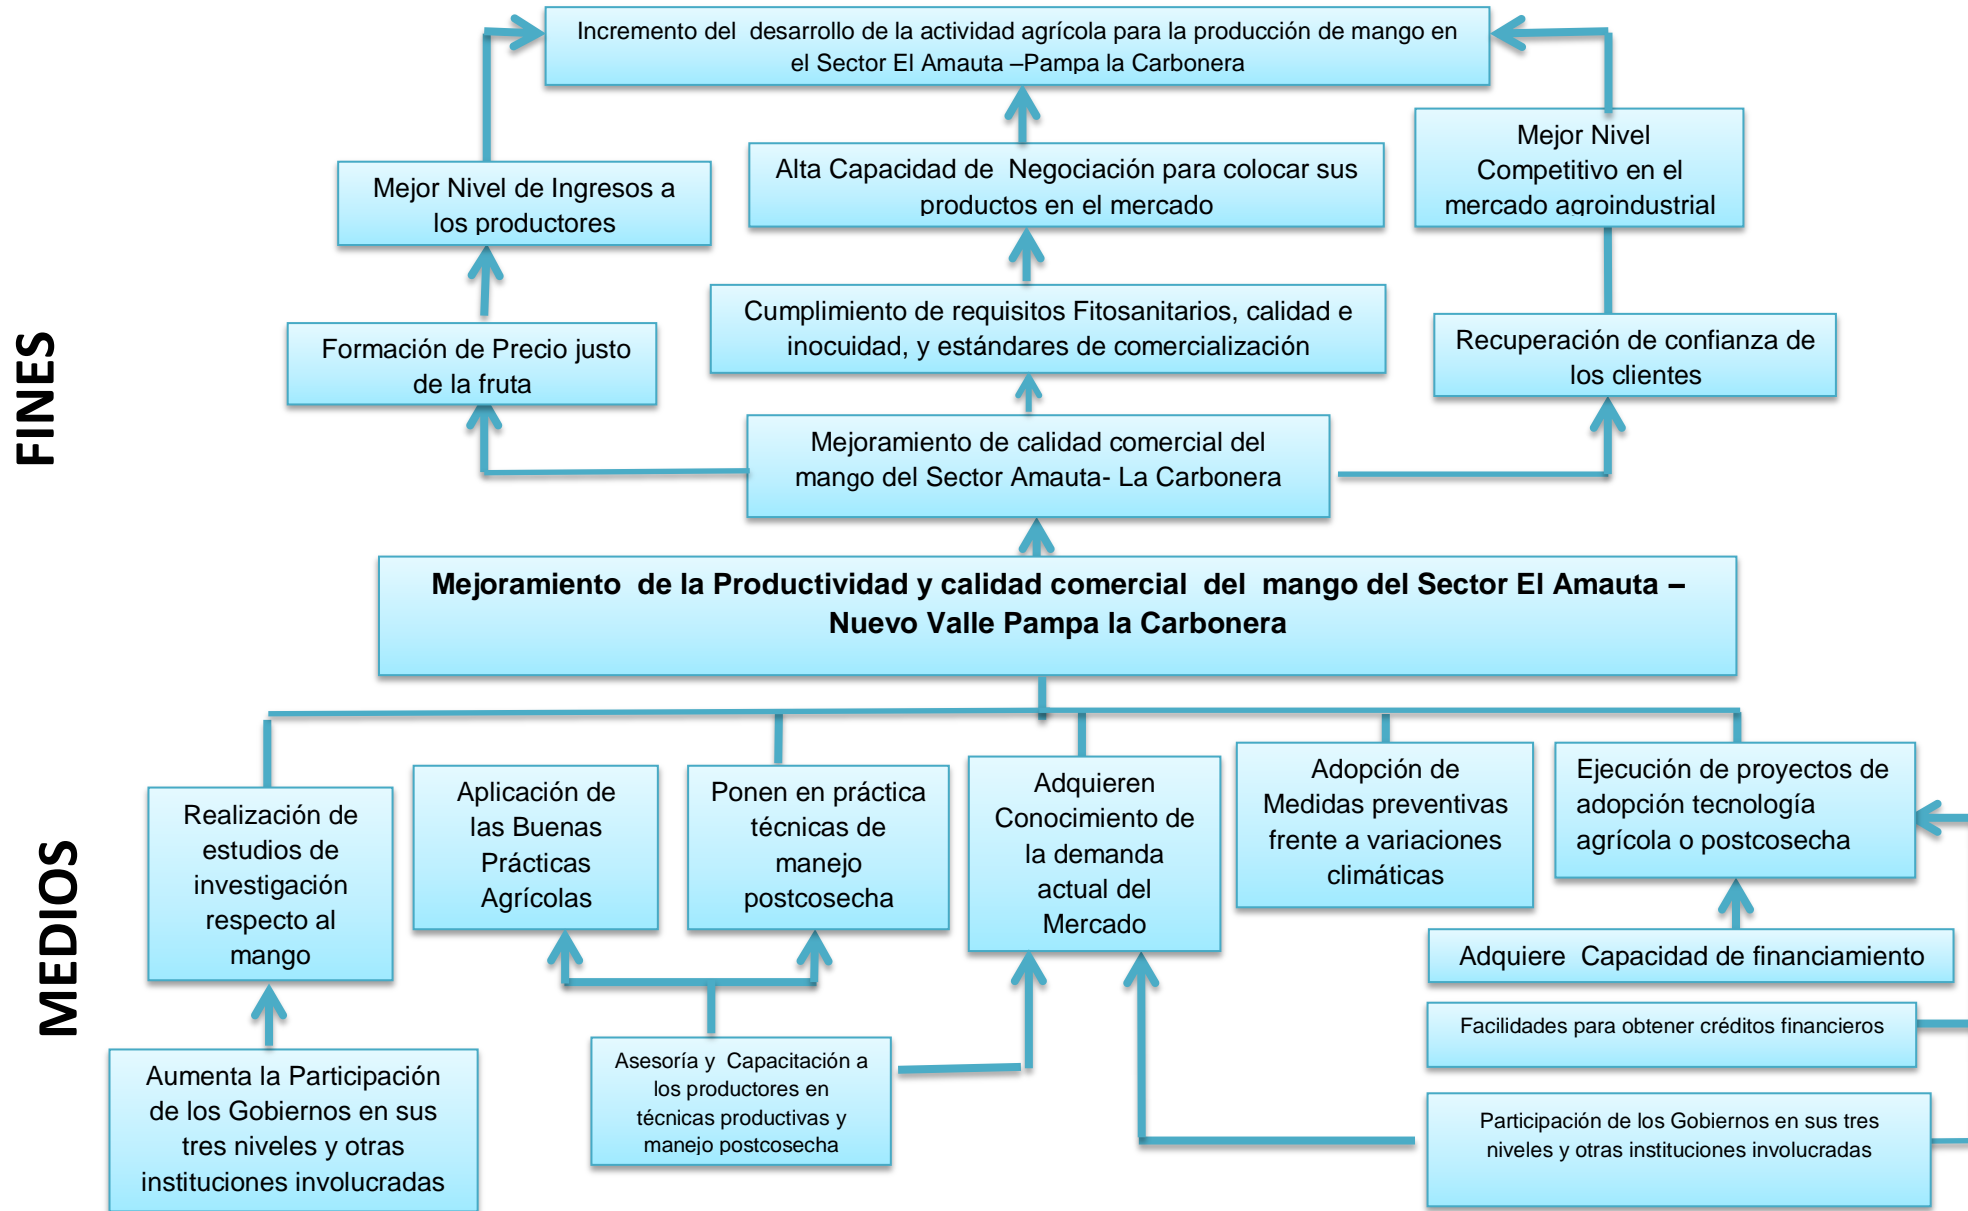 Incremento del desarrollo de la actividad agrícola para la producción de mango en
el Sector El Amauta –Pampa la Carbonera
Mejor Nivel de Ingresos a
los productores
Alta Capacidad de Negociación para colocar sus
productos en el mercado
Mejor Nivel
Competitivo en el
mercado agroindustrial
FINES
Formación de Precio justo
de la fruta
Cumplimiento de requisitos Fitosanitarios, calidad e
inocuidad, y estándares de comercialización
Recuperación de confianza de
los clientes
Mejoramiento de calidad comercial del
mango del Sector Amauta- La Carbonera
Mejoramiento de la Productividad y calidad comercial del mango del Sector El Amauta –
Nuevo Valle Pampa la Carbonera
MEDIOS
Realización de
estudios de
investigación
respecto al
mango
Aplicación de
las Buenas
Prácticas
Agrícolas
Ponen en práctica
técnicas de
manejo
postcosecha
Adquieren
Conocimiento de
la demanda
actual del
Mercado
Adopción de
Medidas preventivas
frente a variaciones
climáticas
Ejecución de proyectos de
adopción tecnología
agrícola o postcosecha
Adquiere Capacidad de financiamiento
Facilidades para obtener créditos financieros
Aumenta la Participación
de los Gobiernos en sus
tres niveles y otras
instituciones involucradas
Asesoría y Capacitación a
los productores en
técnicas productivas y
manejo postcosecha
Participación de los Gobiernos en sus tres
niveles y otras instituciones involucradas